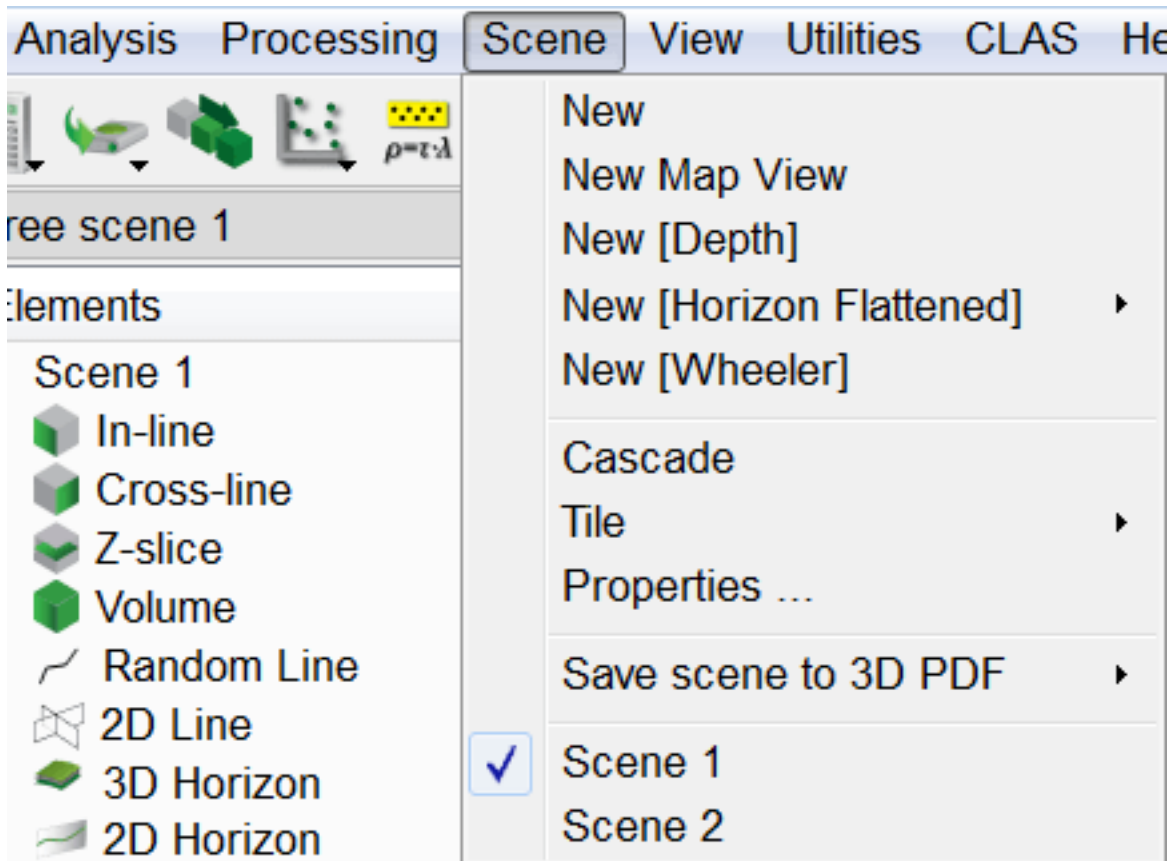 Analysis Processing Scene View Utilities CLAS He
ρ=τ·λ
ree scene 1
Elements
Scene 1
In-line
Cross-line
Z-slice
Volume
Random Line
2D Line
3D Horizon
2D Horizon
New
New Map View
New [Depth]
New [Horizon Flattened]
New [Wheeler]
Cascade
Tile
Properties ...
Save scene to 3D PDF
Scene 1
Scene 2